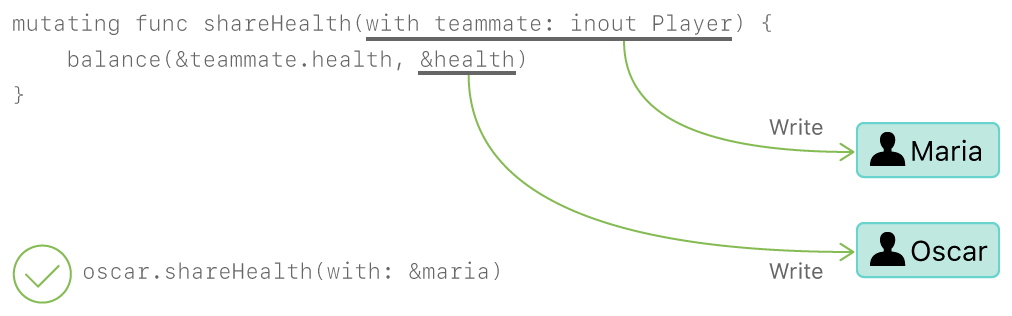 mutating func shareHealth(with teammate: inout Player) {
balance(&teammate.health, &health)
}
Write
Maria
Oscar
Write
oscar.shareHealth(with: &maria)